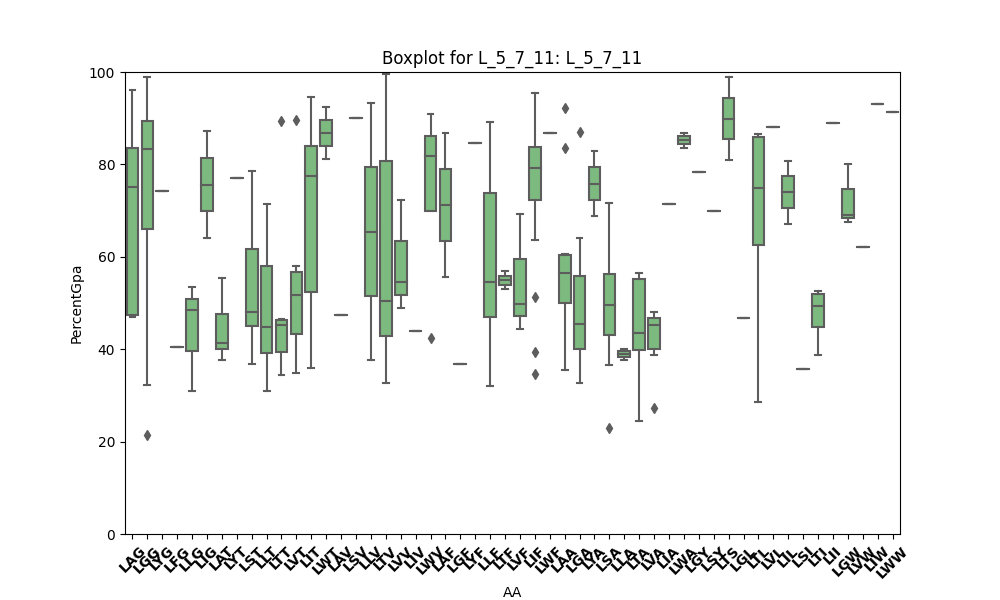 Boxplot for L_5_7_11: L_5_7_11
PercentGpa
100
80
60
40
20
0
LAG LGG LYG LFG LLG LIG LAT LYT LST LLT LTT LVT LIT LWT LAV LSV LLV LTV LVV LIV LWV LAF LGF LYF LLF LTF LVF LIF LWF LAA LGA LYA LSA LLA LTA LVA LIA LWA LGY LSY LTS LGL LTL LVL LIL LSI LTI LII LGW LVW LIW LWW
AA